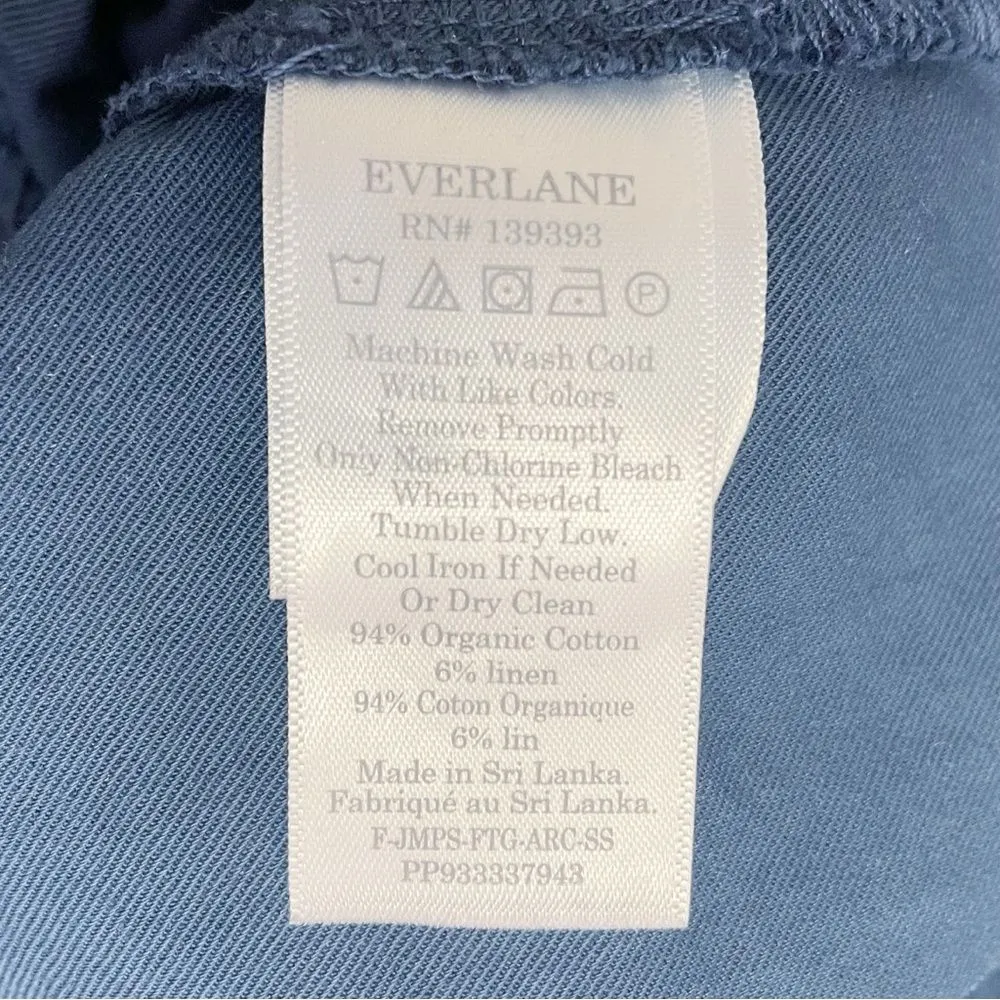 EVERLANE
RN# 139393
P
Machine Wash Cold
With Like Colors.
Remove Promptly
Only Non-Chlorine Bleach
When Needed.
Tumble Dry Low.
Cool Iron If Needed
Or Dry Clean
94% Organic Cotton
6% linen
94% Coton Organique
6% lin
Made in Sri Lanka.
Fabriqué au Sri Lanka.
F-JMPS-FTG-ARC-SS
PP933337943